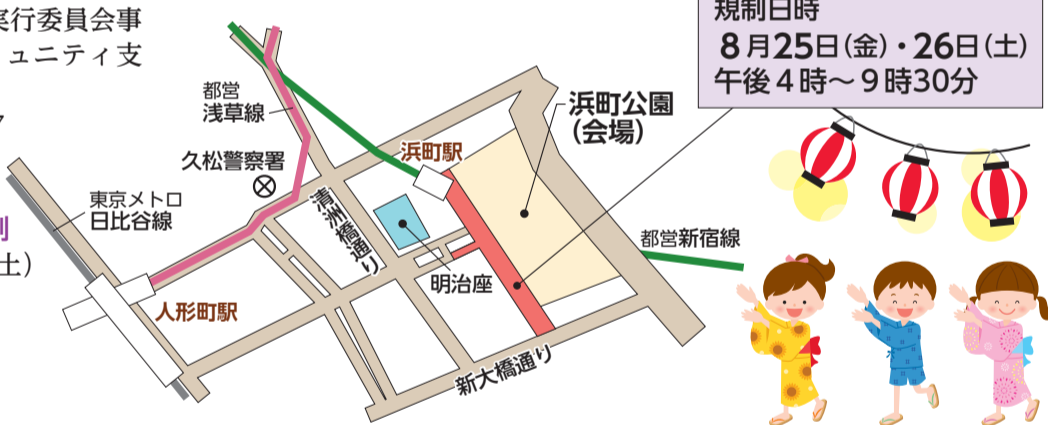 実行委員会事
ュニティ支
制
土）
規制日時
8月25日(金)・26日(土)
午後4時～9時30分
都営
浅草線
久松警察署
東京メトロ
日比谷線
人形町駅
浜町駅
清洲橋通り
明治座
浜町公園
(会場)
都営新宿線
新大橋通り